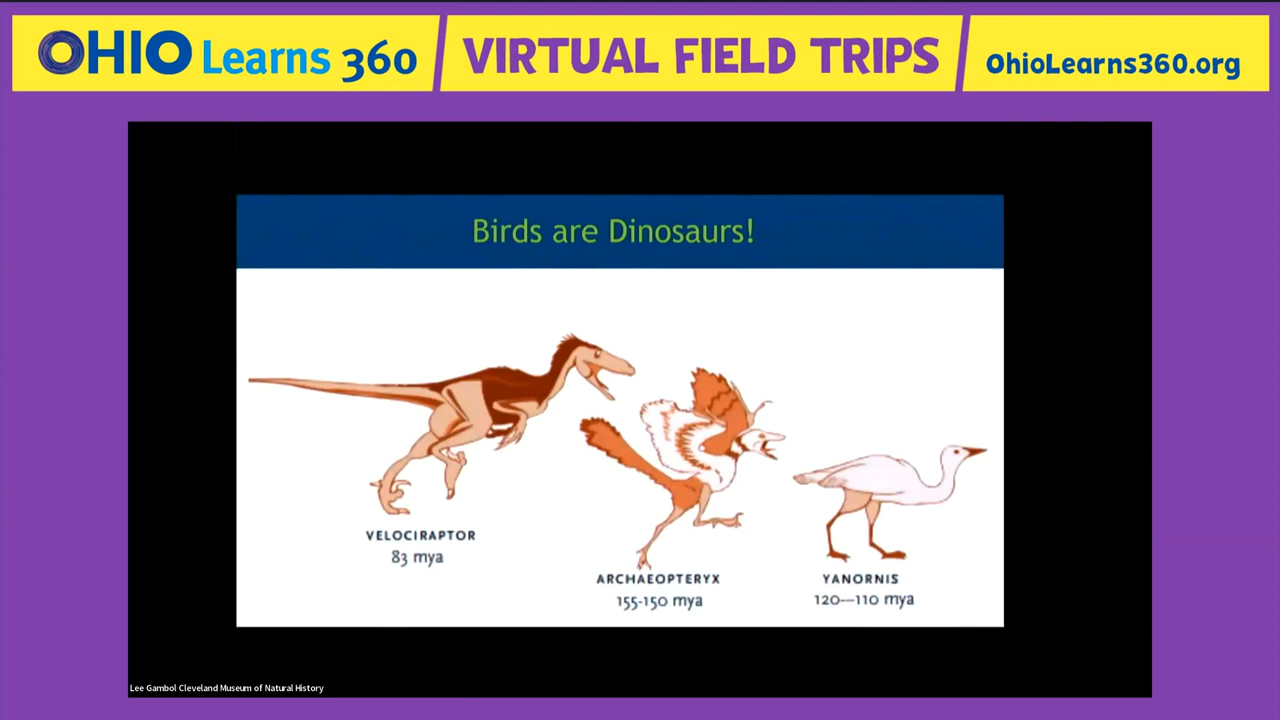 OHIO Learns 360
VIRTUAL FIELD TRIPS
OhioLearns360.org
Birds are Dinosaurs!
VELOCIRAPTOR
83 mya
ARCHAEOPTERYX
155-150 mya
YANORNIS
120—110 mya
Lee Gambol Cleveland Museum of Natural History